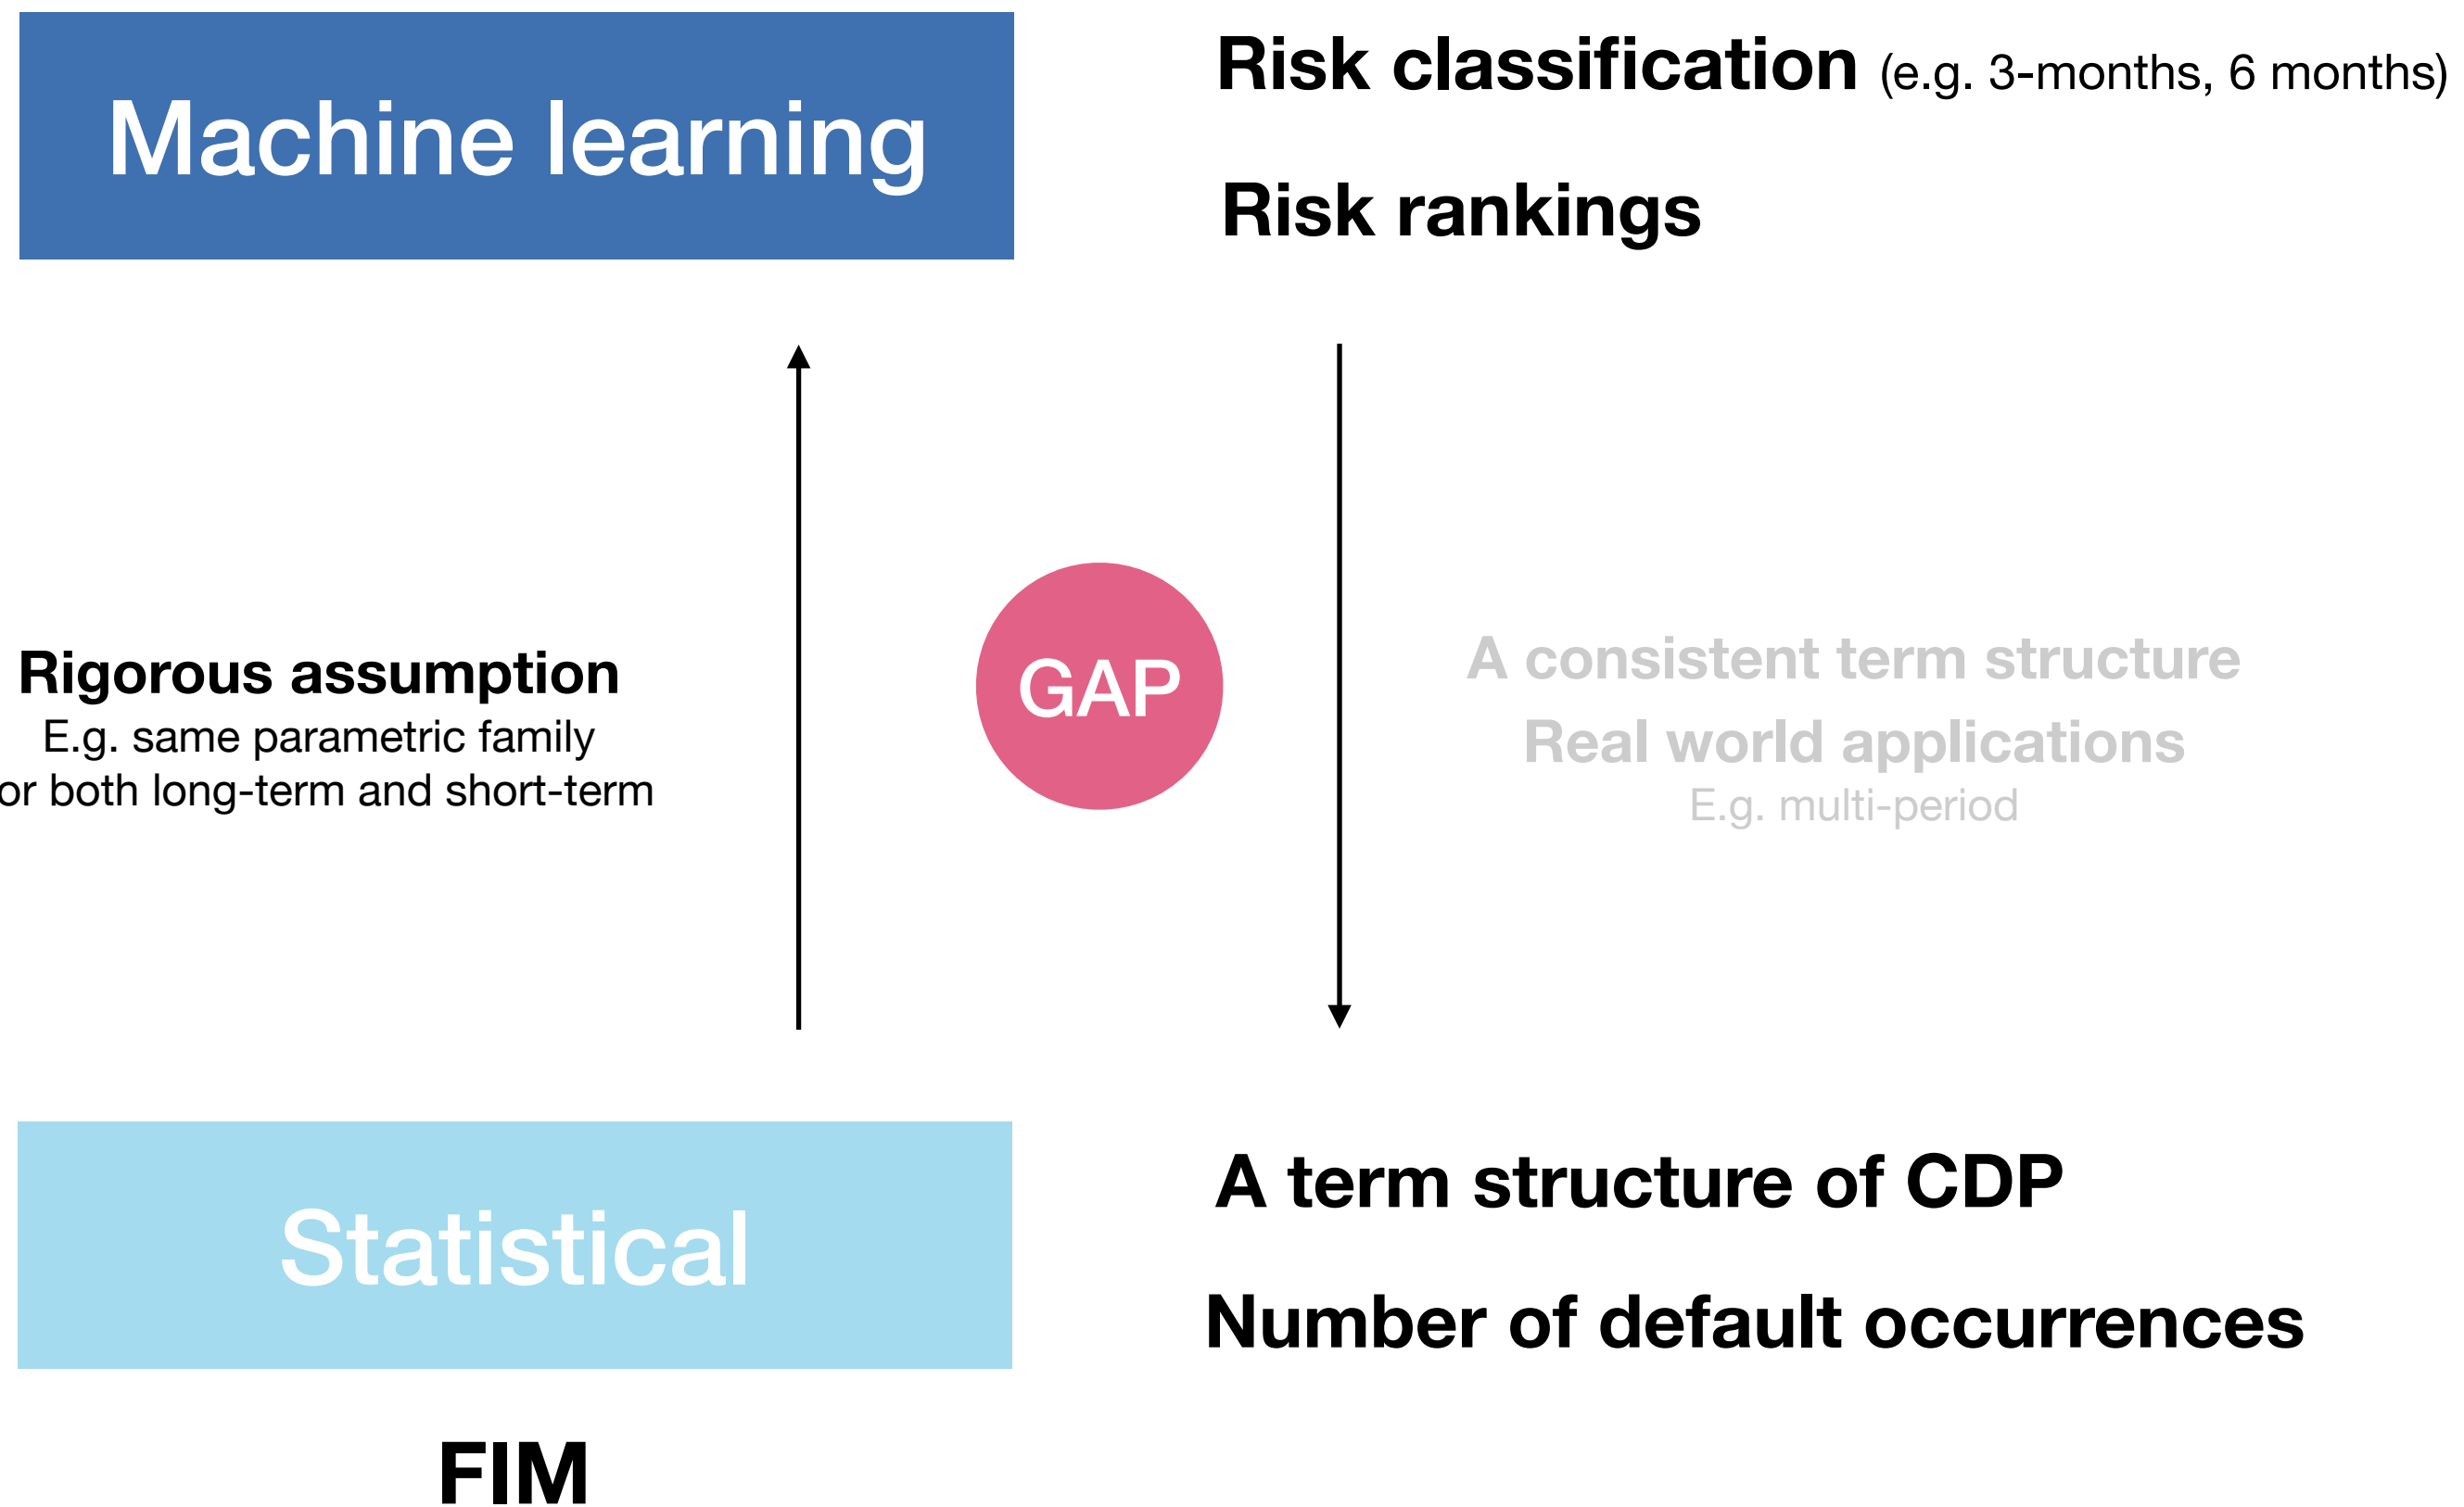 Machine learning
Risk classification (e.g. 3-months, 6 months)
Risk rankings
Rigorous assumption
E.g. same parametric family
or both long-term and short-term
GAP
A consistent term structure
Real world applications
E.g. multi-period
Statistical
A term structure of CDP
Number of default occurrences
FIM